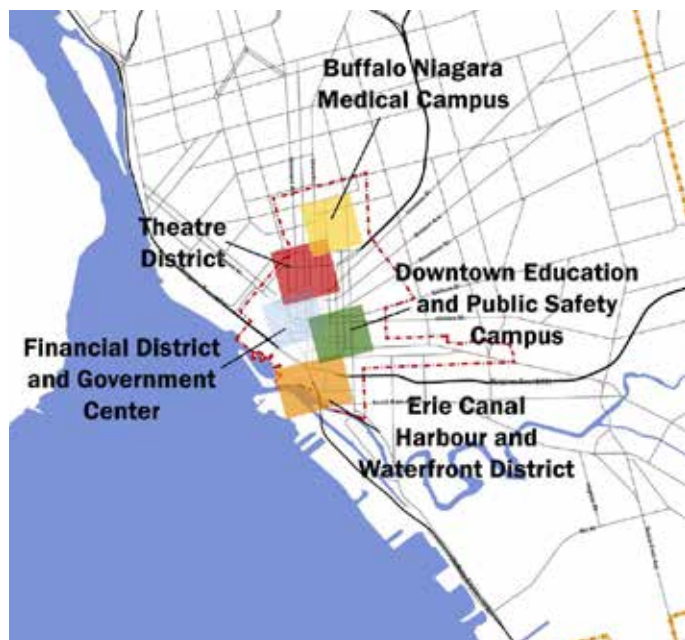 Buffalo Niagara
Medical Campus
Theatre
District
Downtown Education
and Public Safety
Campus
Financial District
and Government
Center
Erie Canal
Harbour and
Waterfront District